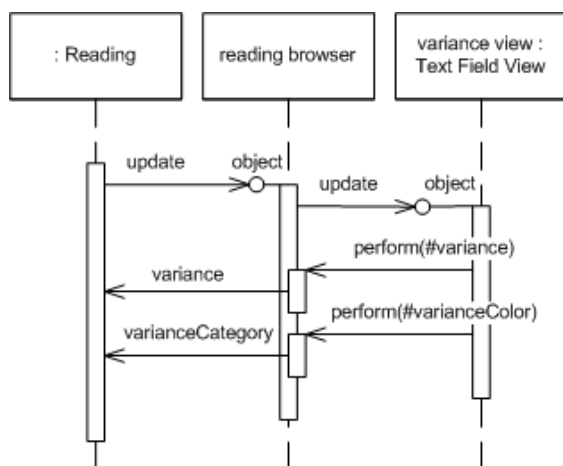 : Reading
reading browser
variance view :
Text Field View
update
object
update
object
perform(#variance)
variance
perform(#varianceColor)
varianceCategory